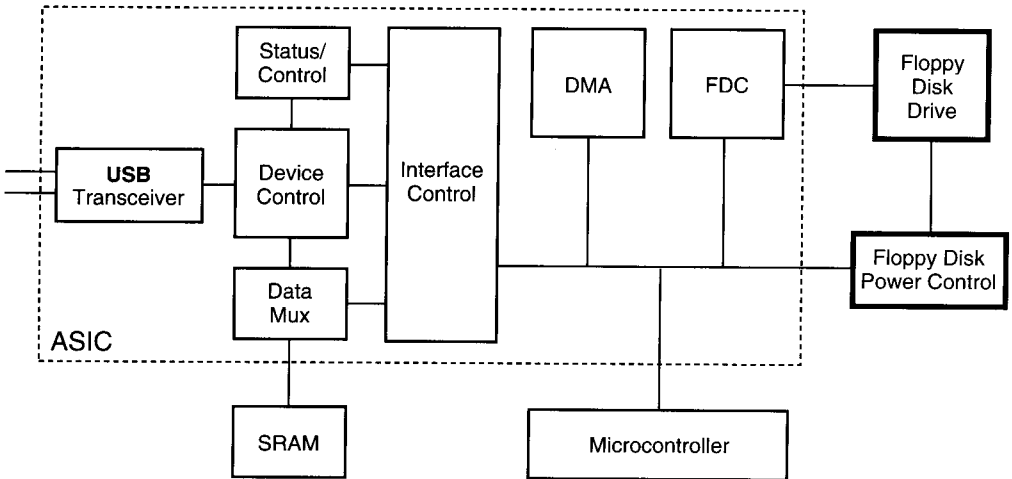 Status/
Control
USB
Transceiver
Device
Control
Data
Mux
Interface
Control
DMA
FDC
Floppy
Disk
Drive
Floppy Disk
Power Control
ASIC
SRAM
Microcontroller